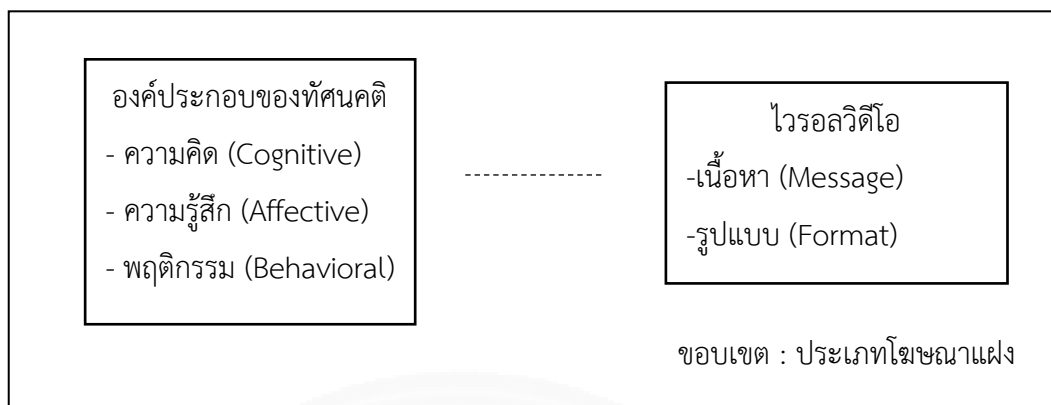 องค์ประกอบของทัศนคติ
- ความคิด (Cognitive)
- ความรู้สึก (Affective)
- พฤติกรรม (Behavioral)
ไวรอลวิดีโอ
-เนื้อหา (Message)
-รูปแบบ (Format)
ขอบเขต : ประเภทโฆษณาแฝง